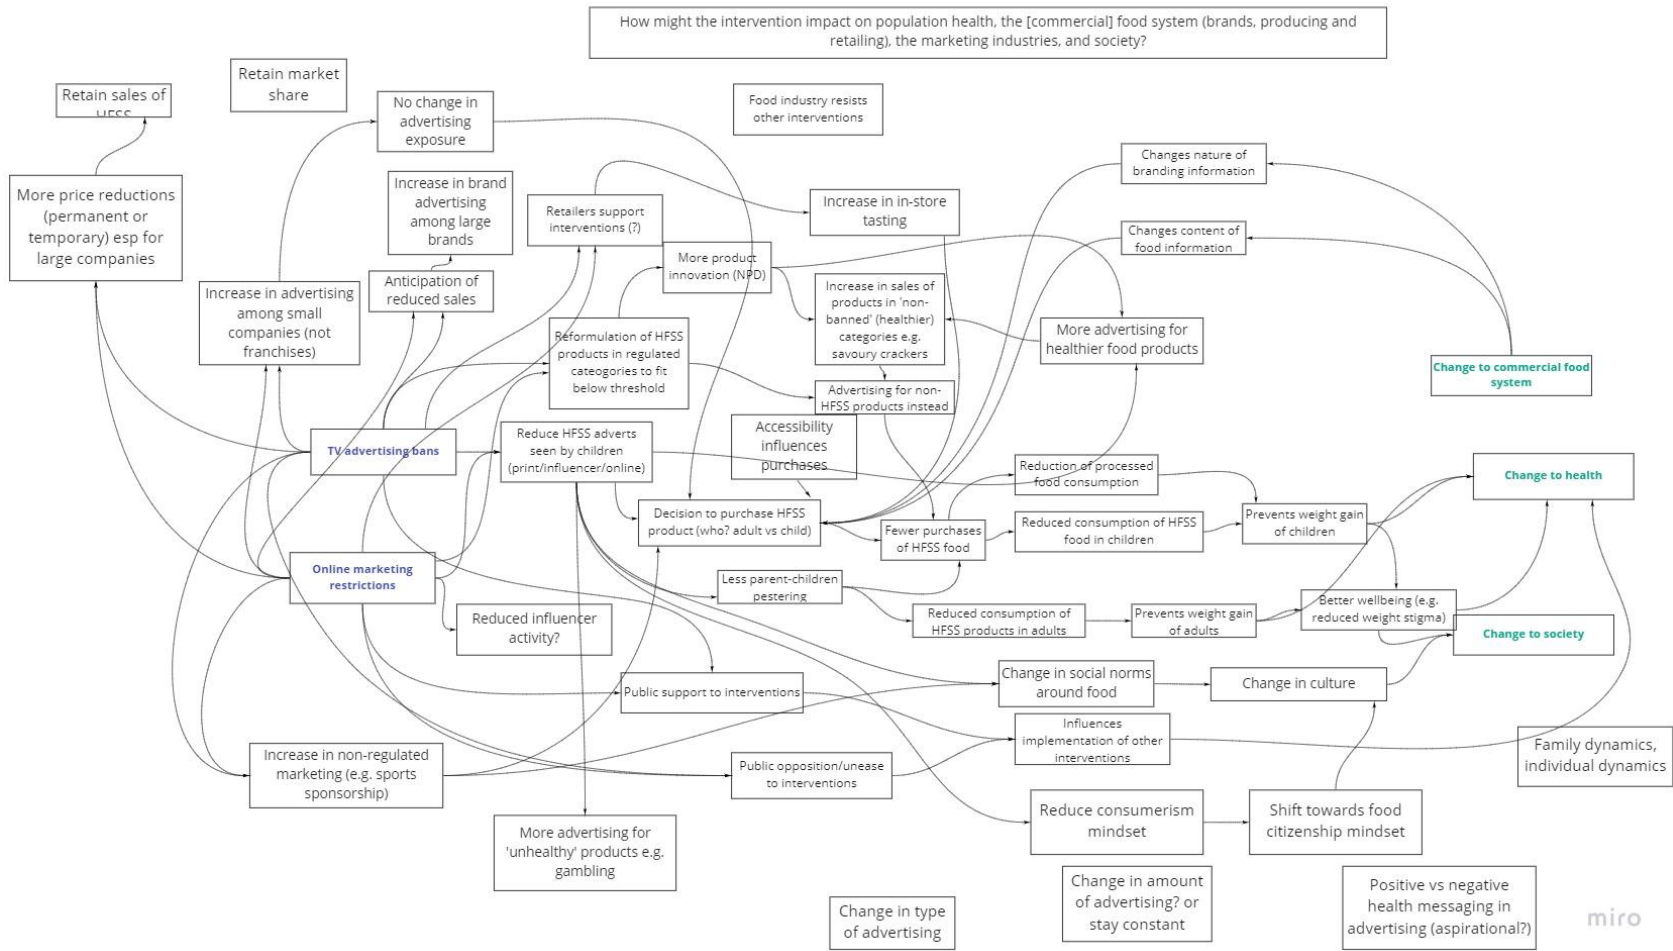 How might the intervention impact on population health, the [commercial] food system (brands, producing and
retailing), the marketing industries, and society?
Retain sales of
HFSS
Retain market
share
No change in
advertising
exposure
Food industry resists
other interventions
More price reductions
(permanent or
temporary) esp for
large companies
Increase in brand
advertising
among large
brands
Retailers support
interventions (?)
Increase in in-store
tasting
Changes nature of
branding information
Changes content of
food information
More product
innovation (NPD)
Anticipation of
reduced sales
Increase in advertising
among small
companies (not
franchises)
Increase in sales of
products in 'non-
banned' (healthier)
categories e.g.
savoury crackers
Reformulation of HFSS
products in regulated
cateogories to fit
below threshold
More advertising for
healthier food products
Change to commercial food
system
Advertising for non-
HFSS products instead
TV advertising bans
Reduce HFSS adverts
seen by children
(print/influencer/online)
Accessibility
influences
purchases
Reduction of processed
food consumption
Change to health
Decision to purchase HFSS
product (who? adult vs child)
Fewer purchases
of HFSS food
Reduced consumption of HFSS
food in children
Prevents weight gain
of children
Online marketing
restrictions
Less parent-children
pestering
Reduced influencer
activity?
Reduced consumption of
HFSS products in adults
Prevents weight gain
of adults
Better wellbeing (e.g.
reduced weight stigma)
Change to society
Public support to interventions
Change in social norms
around food
Change in culture
Influences
implementation of other
interventions
Increase in non-regulated
marketing (e.g. sports
sponsorship)
Public opposition/unease
to interventions
Family dynamics,
individual dynamics
More advertising for
'unhealthy' products e.g.
gambling
Reduce consumerism
mindset
Shift towards food
citizenship mindset
Change in type
of advertising
Change in amount
of advertising? or
stay constant
Positive vs negative
health messaging in
advertising (aspirational?)
miro